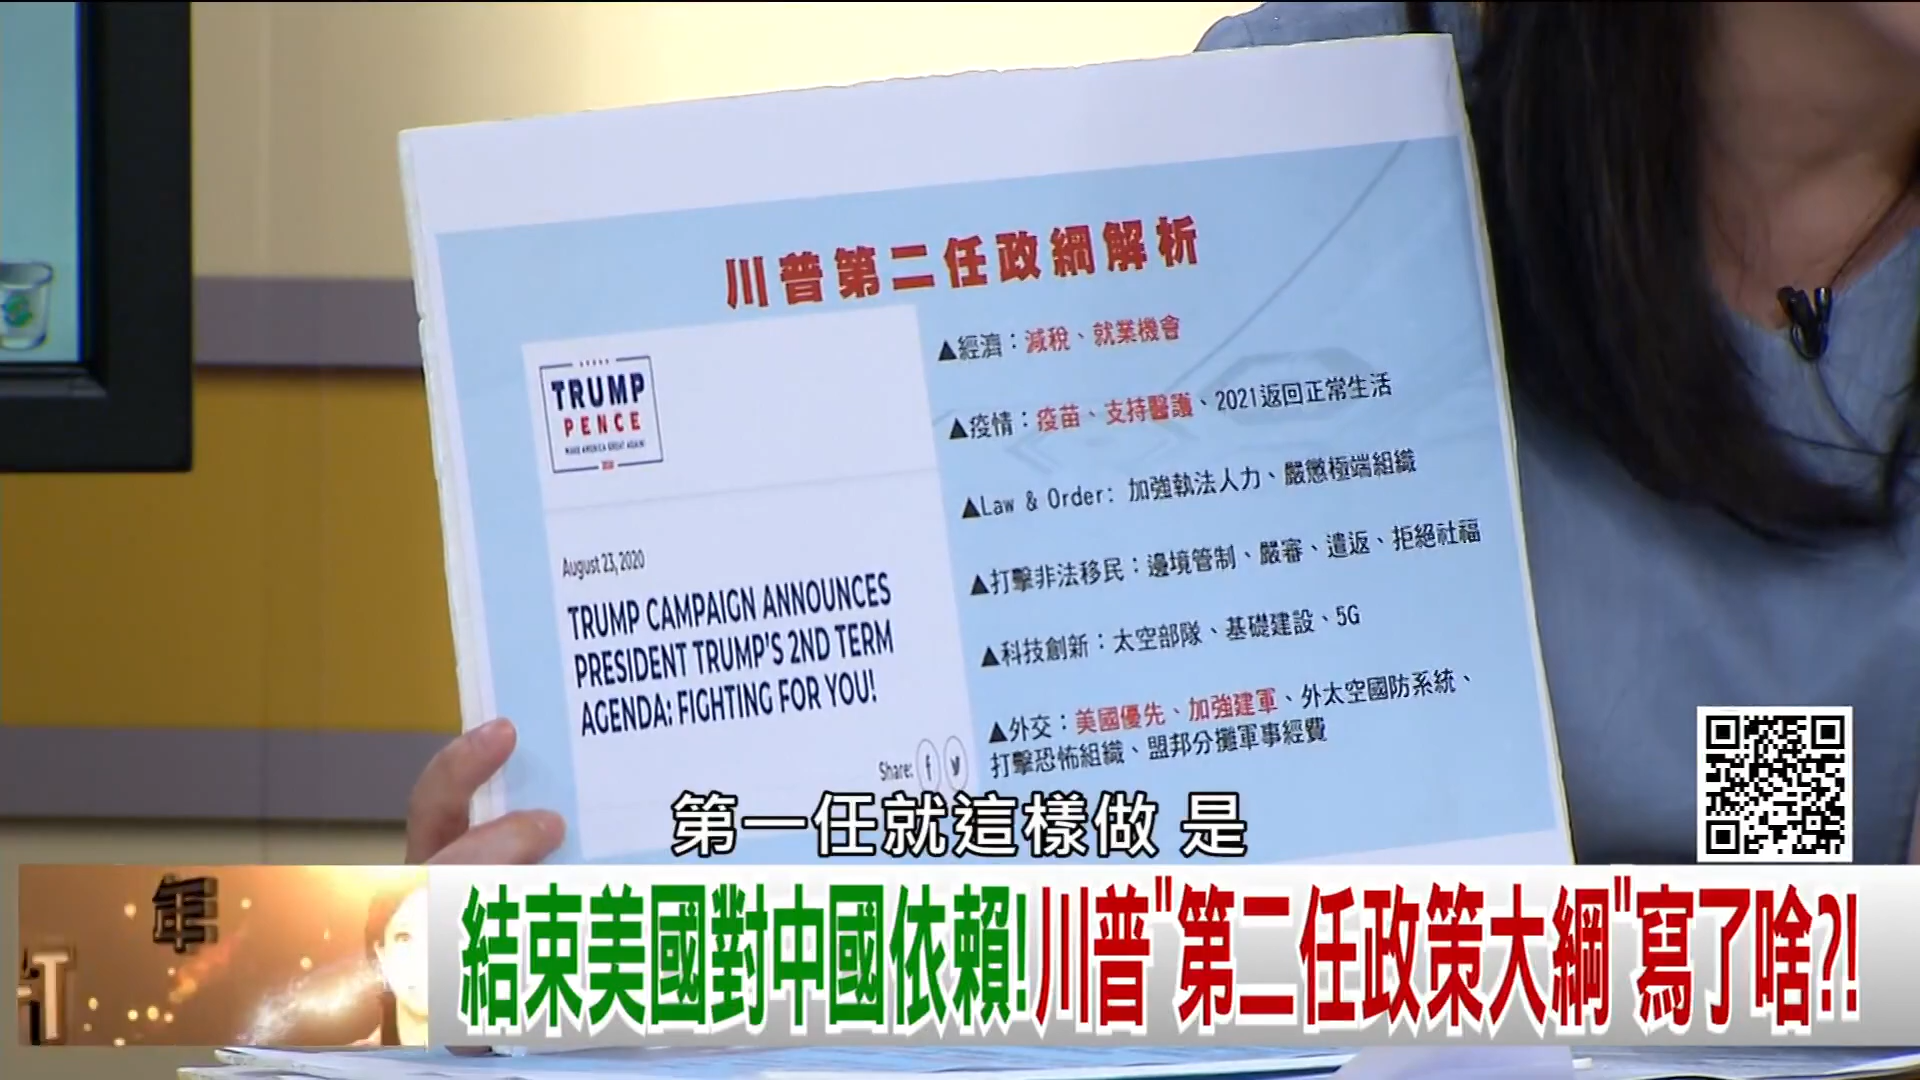 川普第二任政綱解析
TRUMP
PENCE
MAKE AMERICA GREAT AGAIN!
2020
August 23, 2020
TRUMP CAMPAIGN ANNOUNCES
PRESIDENT TRUMP'S 2ND TERM
AGENDA: FIGHTING FOR YOU!
Share:
▲經濟：減稅、就業機會
▲疫情：疫苗、支持醫護、2021返回正常生活
▲Law & Order: 加強執法人力、嚴懲極端組織
▲打擊非法移民：邊境管制、嚴審、遣返、拒絕社福
▲科技創新：太空部隊、基礎建設、5G
▲外交：美國優先、加強建軍、外太空國防系統、
打擊恐怖組織、盟邦分攤軍事經費
第一任就這樣做 是
年
結束美國對中國依賴!川普"第二任政策大綱"寫了啥?!